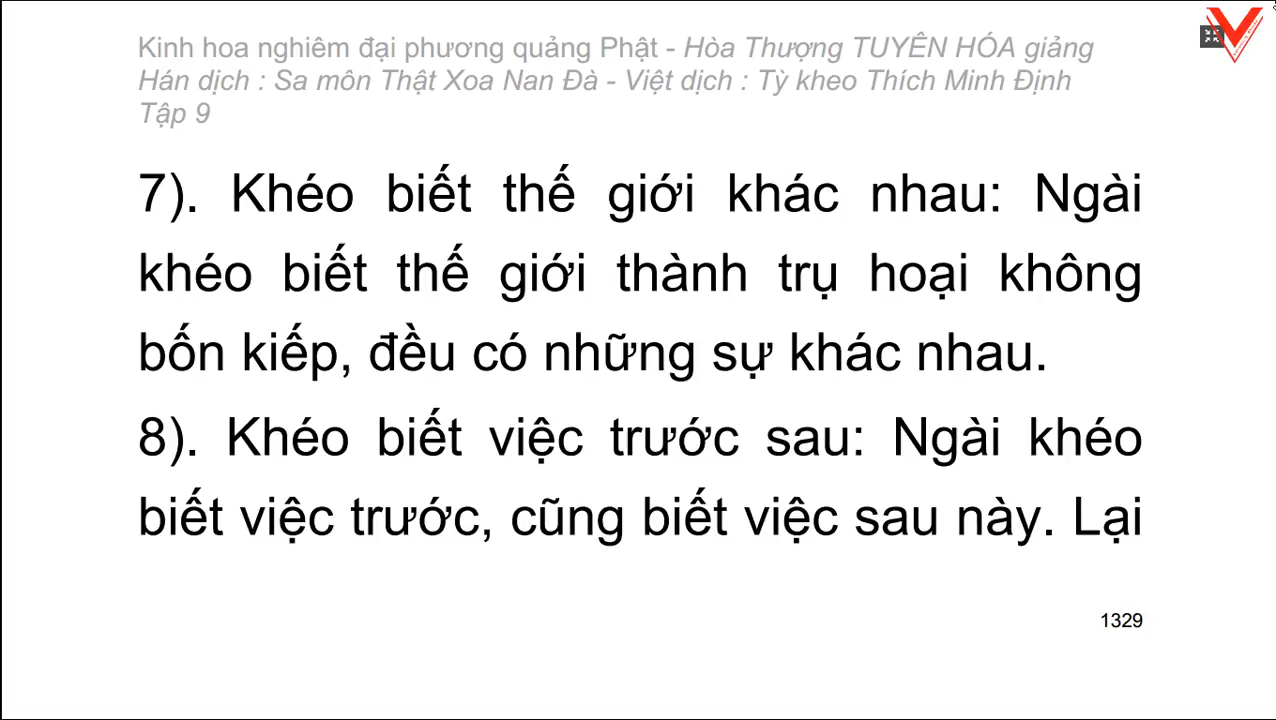 Kinh hoa nghiêm đại phương quảng Phật - Hòa Thượng TUYÊN HÓA giảng
Hán dịch : Sa môn Thật Xoa Nan Đà - Việt dịch : Tỳ kheo Thích Minh Định
Tập 9
7). Khéo biết thế giới khác nhau: Ngài
khéo biết thế giới thành trụ hoại không
bốn kiếp, đều có những sự khác nhau.
8). Khéo biết việc trước sau: Ngài khéo
biết việc trước, cũng biết việc sau này. Lại
1329